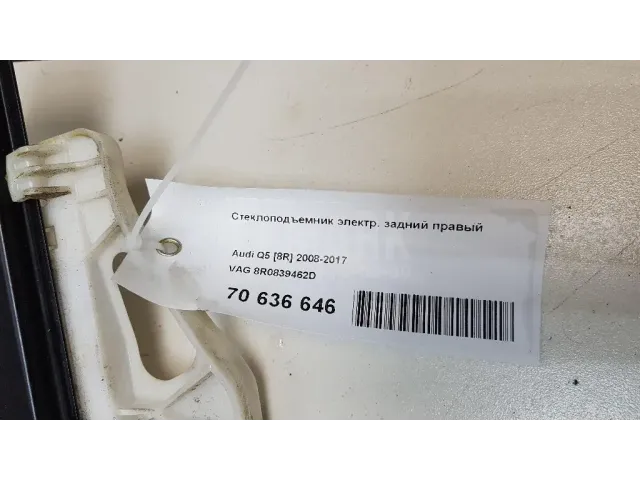 Стеклоподъемник электр. задний правый
Audi Q5 [8R] 2008-2017
VAG 8R0839462D
70 636 646